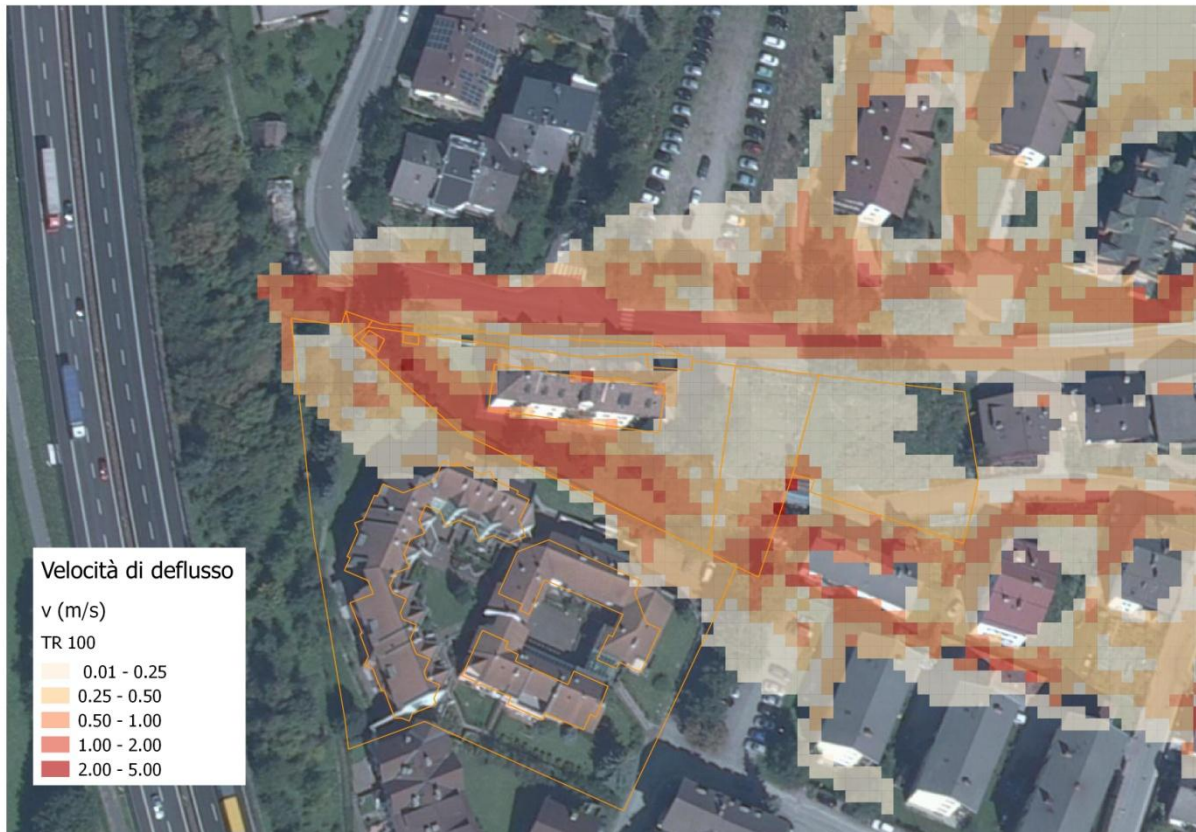 Velocità di deflusso
v (m/s)
TR 100
0.01 - 0.25
0.25 - 0.50
0.50 - 1.00
1.00 - 2.00
2.00 - 5.00